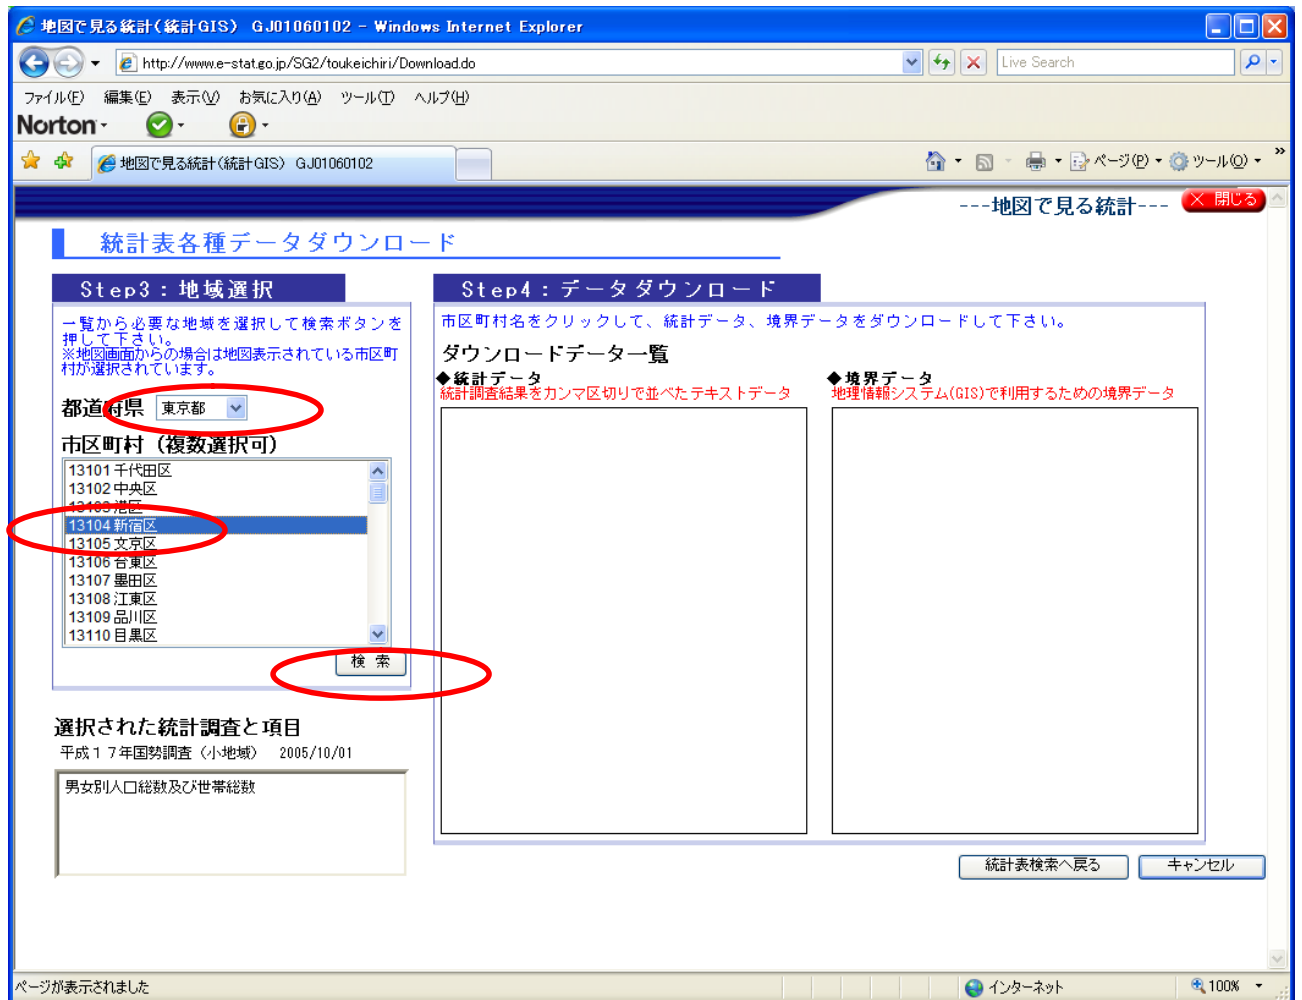 地図で見る統計(統計GIS) GJ01060102 - Windows Internet Explorer
http://www.e-stat.go.jp/SG2/toukeichiri/Download.do
Live Search
ファイル(F) 編集(E) 表示(V) お気に入り(A) ツール(T) ヘルプ(H)
Norton
地図で見る統計(統計GIS) GJ01060102
ページ(P) ツール(O) »
---地図で見る統計---
× 閉じる
統計表各種データダウンロード
Step3：地域選択
一覧から必要な地域を選択して検索ボタンを
押して下さい。
※地図画面からの場合は地図表示されている市区町
村が選択されています。
都道府県 東京都
市区町村（複数選択可）
13101 千代田区
13102 中央区
13103 港区
13104 新宿区
13105 文京区
13106 台東区
13107 墨田区
13108 江東区
13109 品川区
13110 目黒区
検 索
選択された統計調査と項目
平成１７年国勢調査（小地域） 2005/10/01
男女別人口総数及び世帯総数
Step4：データダウンロード
市区町村名をクリックして、統計データ、境界データをダウンロードして下さい。
ダウンロードデータ一覧
◆統計データ
統計調査結果をカンマ区切りで並べたテキストデータ
◆境界データ
地理情報システム(GIS)で利用するための境界データ
統計表検索へ戻る
キャンセル
ページが表示されました
インターネット
100%